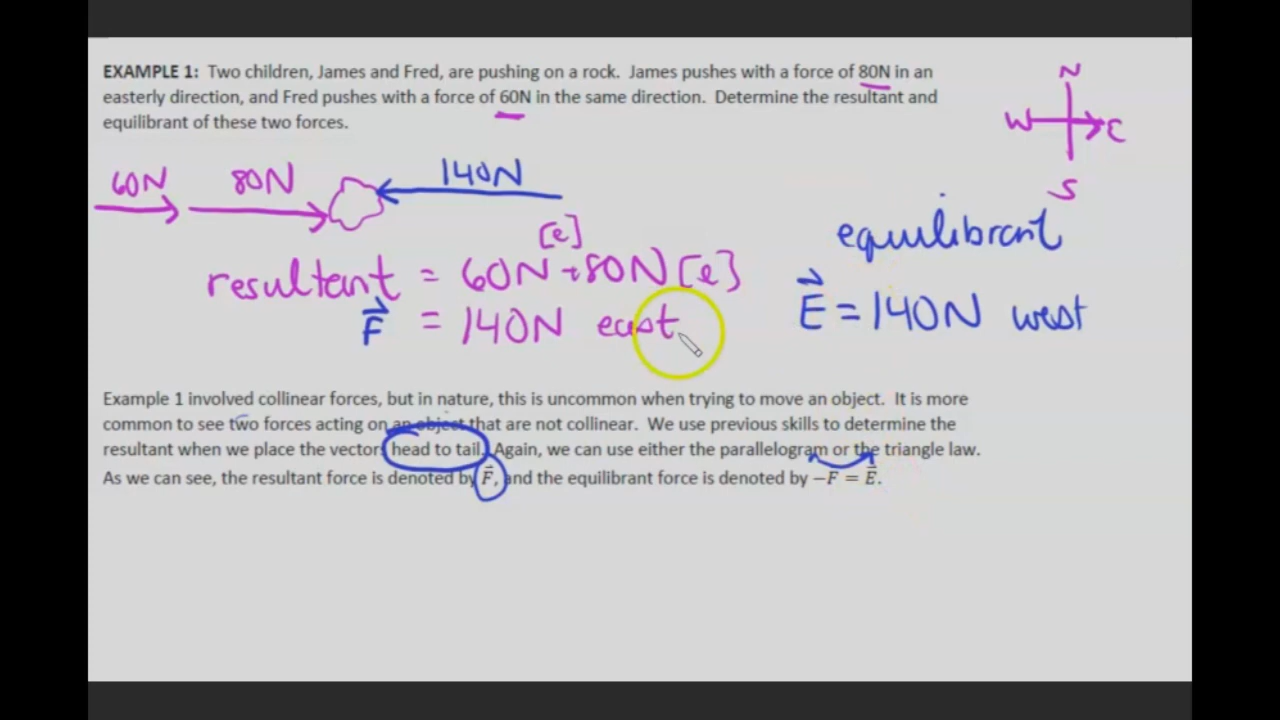 EXAMPLE 1: Two children, James and Fred, are pushing on a rock. James pushes with a force of 80N in an
easterly direction, and Fred pushes with a force of 60N in the same direction. Determine the resultant and
equilibrant of these two forces.
N
W E
S
60N 80N 140N
equilibrant
[e]
resultant = 60N + 80N [e]
F⃗ = 140N east
E⃗ = 140N west
Example 1 involved collinear forces, but in nature, this is uncommon when trying to move an object. It is more
common to see two forces acting on an object that are not collinear. We use previous skills to determine the
resultant when we place the vectors head to tail. Again, we can use either the parallelogram or the triangle law.
As we can see, the resultant force is denoted by F⃗, and the equilibrant force is denoted by −F = E⃗.